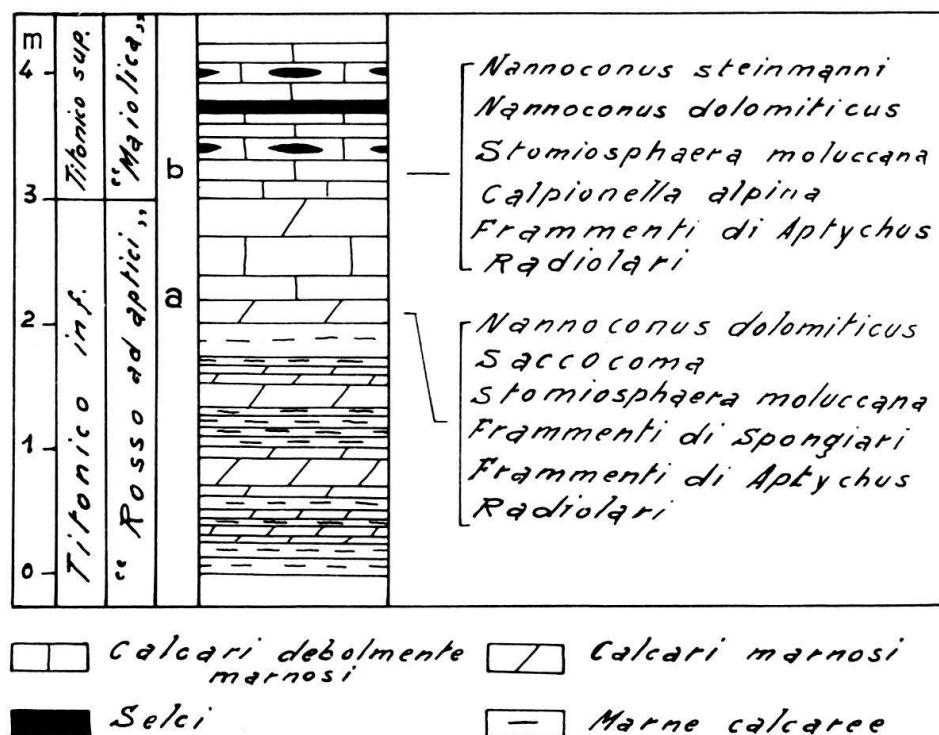 m
4
3
2
1
0
Titonico sup.
Titonico inf.
“Maiolica„
“Rosso ad aptici„
b
a
Nannoconus steinmanni
Nannoconus dolomiticus
Stomiosphaera moluccana
Calpionella alpina
Frammenti di Aptychus
Radiolari
Nannoconus dolomiticus
Saccocoma
Stomiosphaera moluccana
Frammenti di Spongiari
Frammenti di Aptychus
Radiolari
Calcari debolmente
marnosi
Calcari marnosi
Selci
Marne calcaree